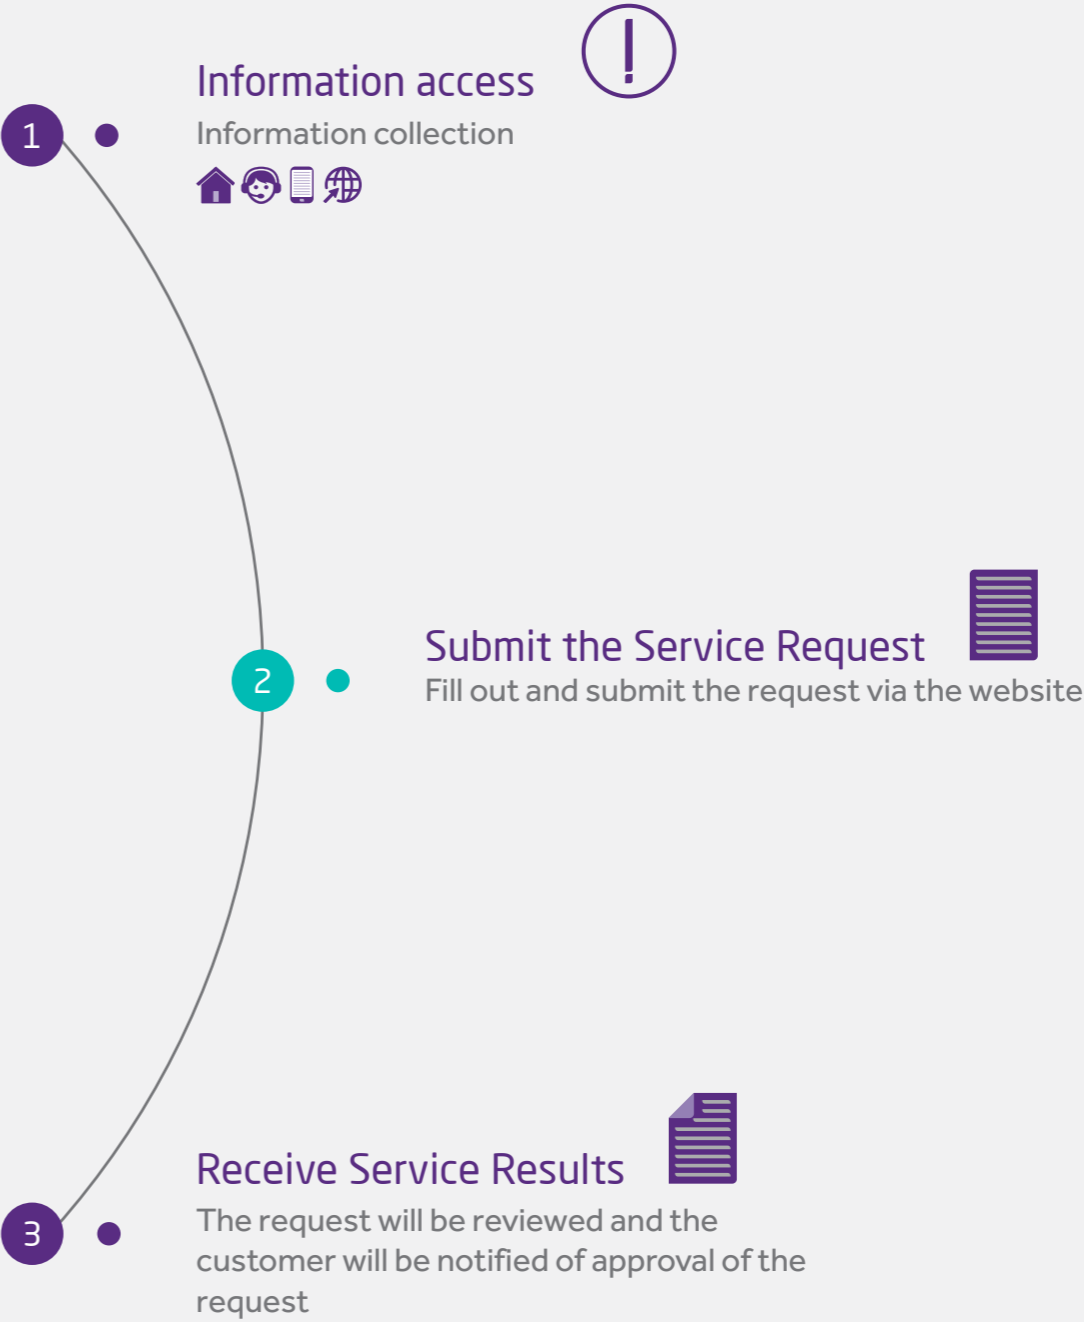 1
Information access
Information collection
2
Submit the Service Request
Fill out and submit the request via the website
3
Receive Service Results
The request will be reviewed and the
customer will be notified of approval of the
request